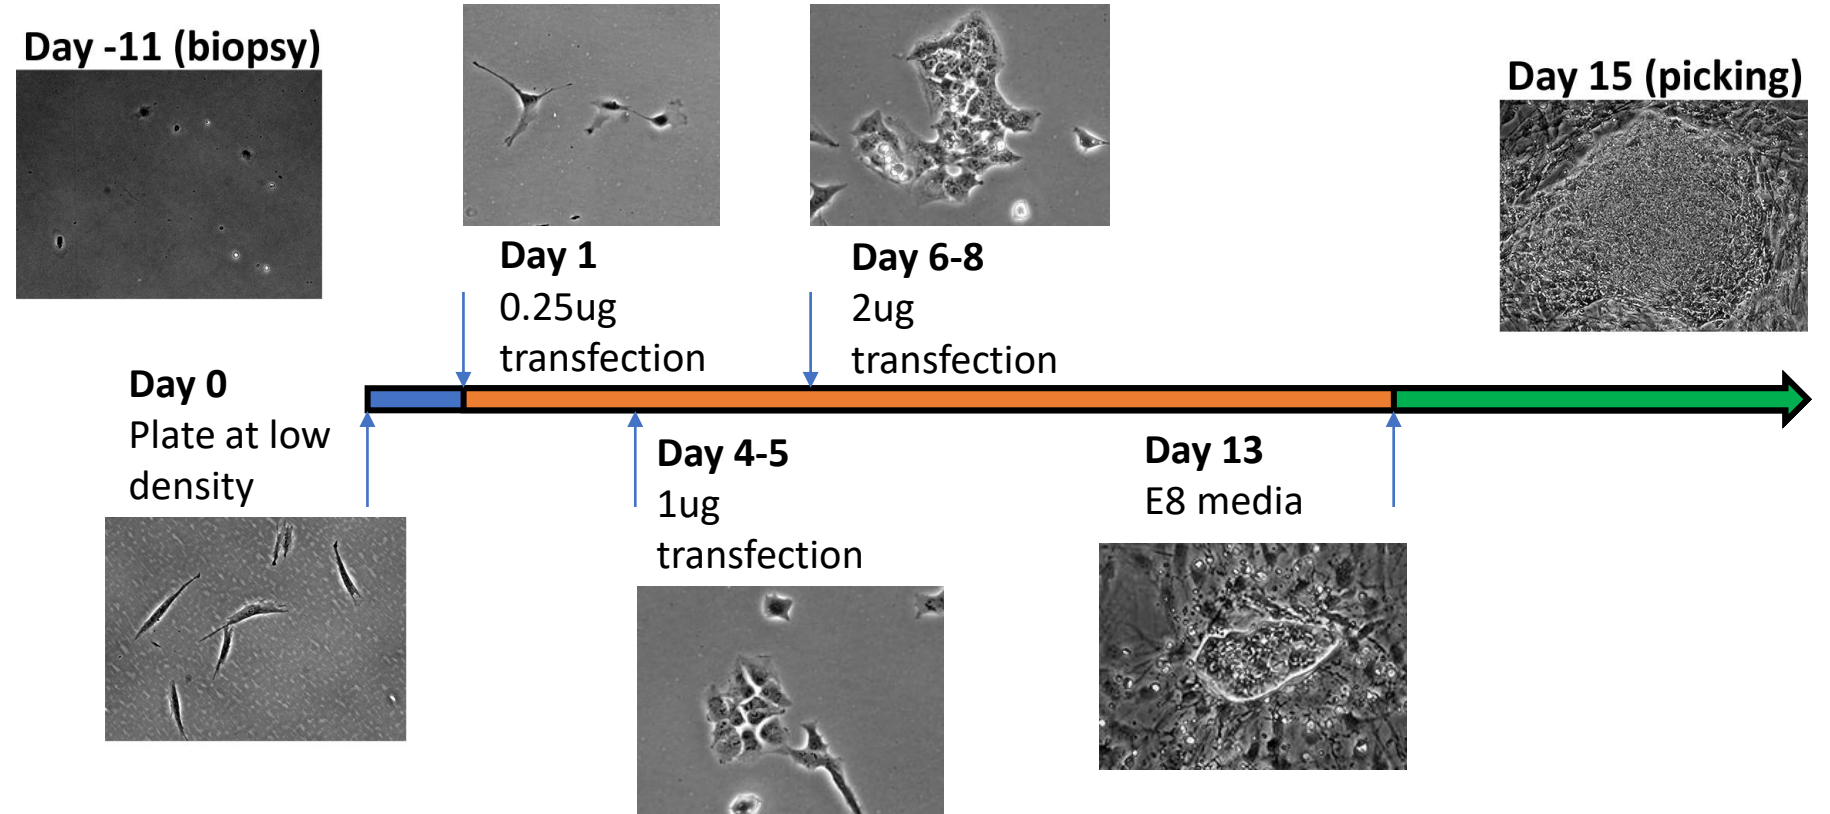 Day -11 (biopsy)
Day 0
Plate at low
density
Day 1
0.25ug
transfection
Day 4-5
1ug
transfection
Day 6-8
2ug
transfection
Day 13
E8 media
Day 15 (picking)